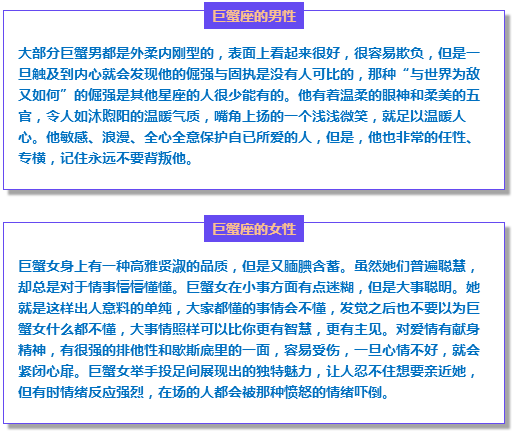 巨蟹座的男性
大部分巨蟹男都是外柔内刚型的，表面上看起来很好，很容易欺负，但是一
旦触及到内心就会发现他的倔强与固执是没有人可比的，那种“与世界为敌
又如何”的倔强是其他星座的人很少能有的。他有着温柔的眼神和柔美的五
官，令人如沐煦阳的温暖气质，嘴角上扬的一个浅浅微笑，就足以温暖人
心。他敏感、浪漫、全心全意保护自已所爱的人，但是，他也非常的任性、
专横，记住永远不要背叛他。
巨蟹座的女性
巨蟹女身上有一种高雅贤淑的品质，但是又腼腆含蓄。虽然她们普遍聪慧，
却总是对于情事懵懵懂懂。巨蟹女在小事方面有点迷糊，但是大事聪明。她
就是这样出人意料的单纯，大家都懂的事情会不懂，发觉之后也不要以为巨
蟹女什么都不懂，大事情照样可以比你更有智慧，更有主见。对爱情有献身
精神，有很强的排他性和歇斯底里的一面，容易受伤，一旦心情不好，就会
紧闭心扉。巨蟹女举手投足间展现出的独特魅力，让人忍不住想要亲近她，
但有时情绪反应强烈，在场的人都会被那种愤怒的情绪吓倒。